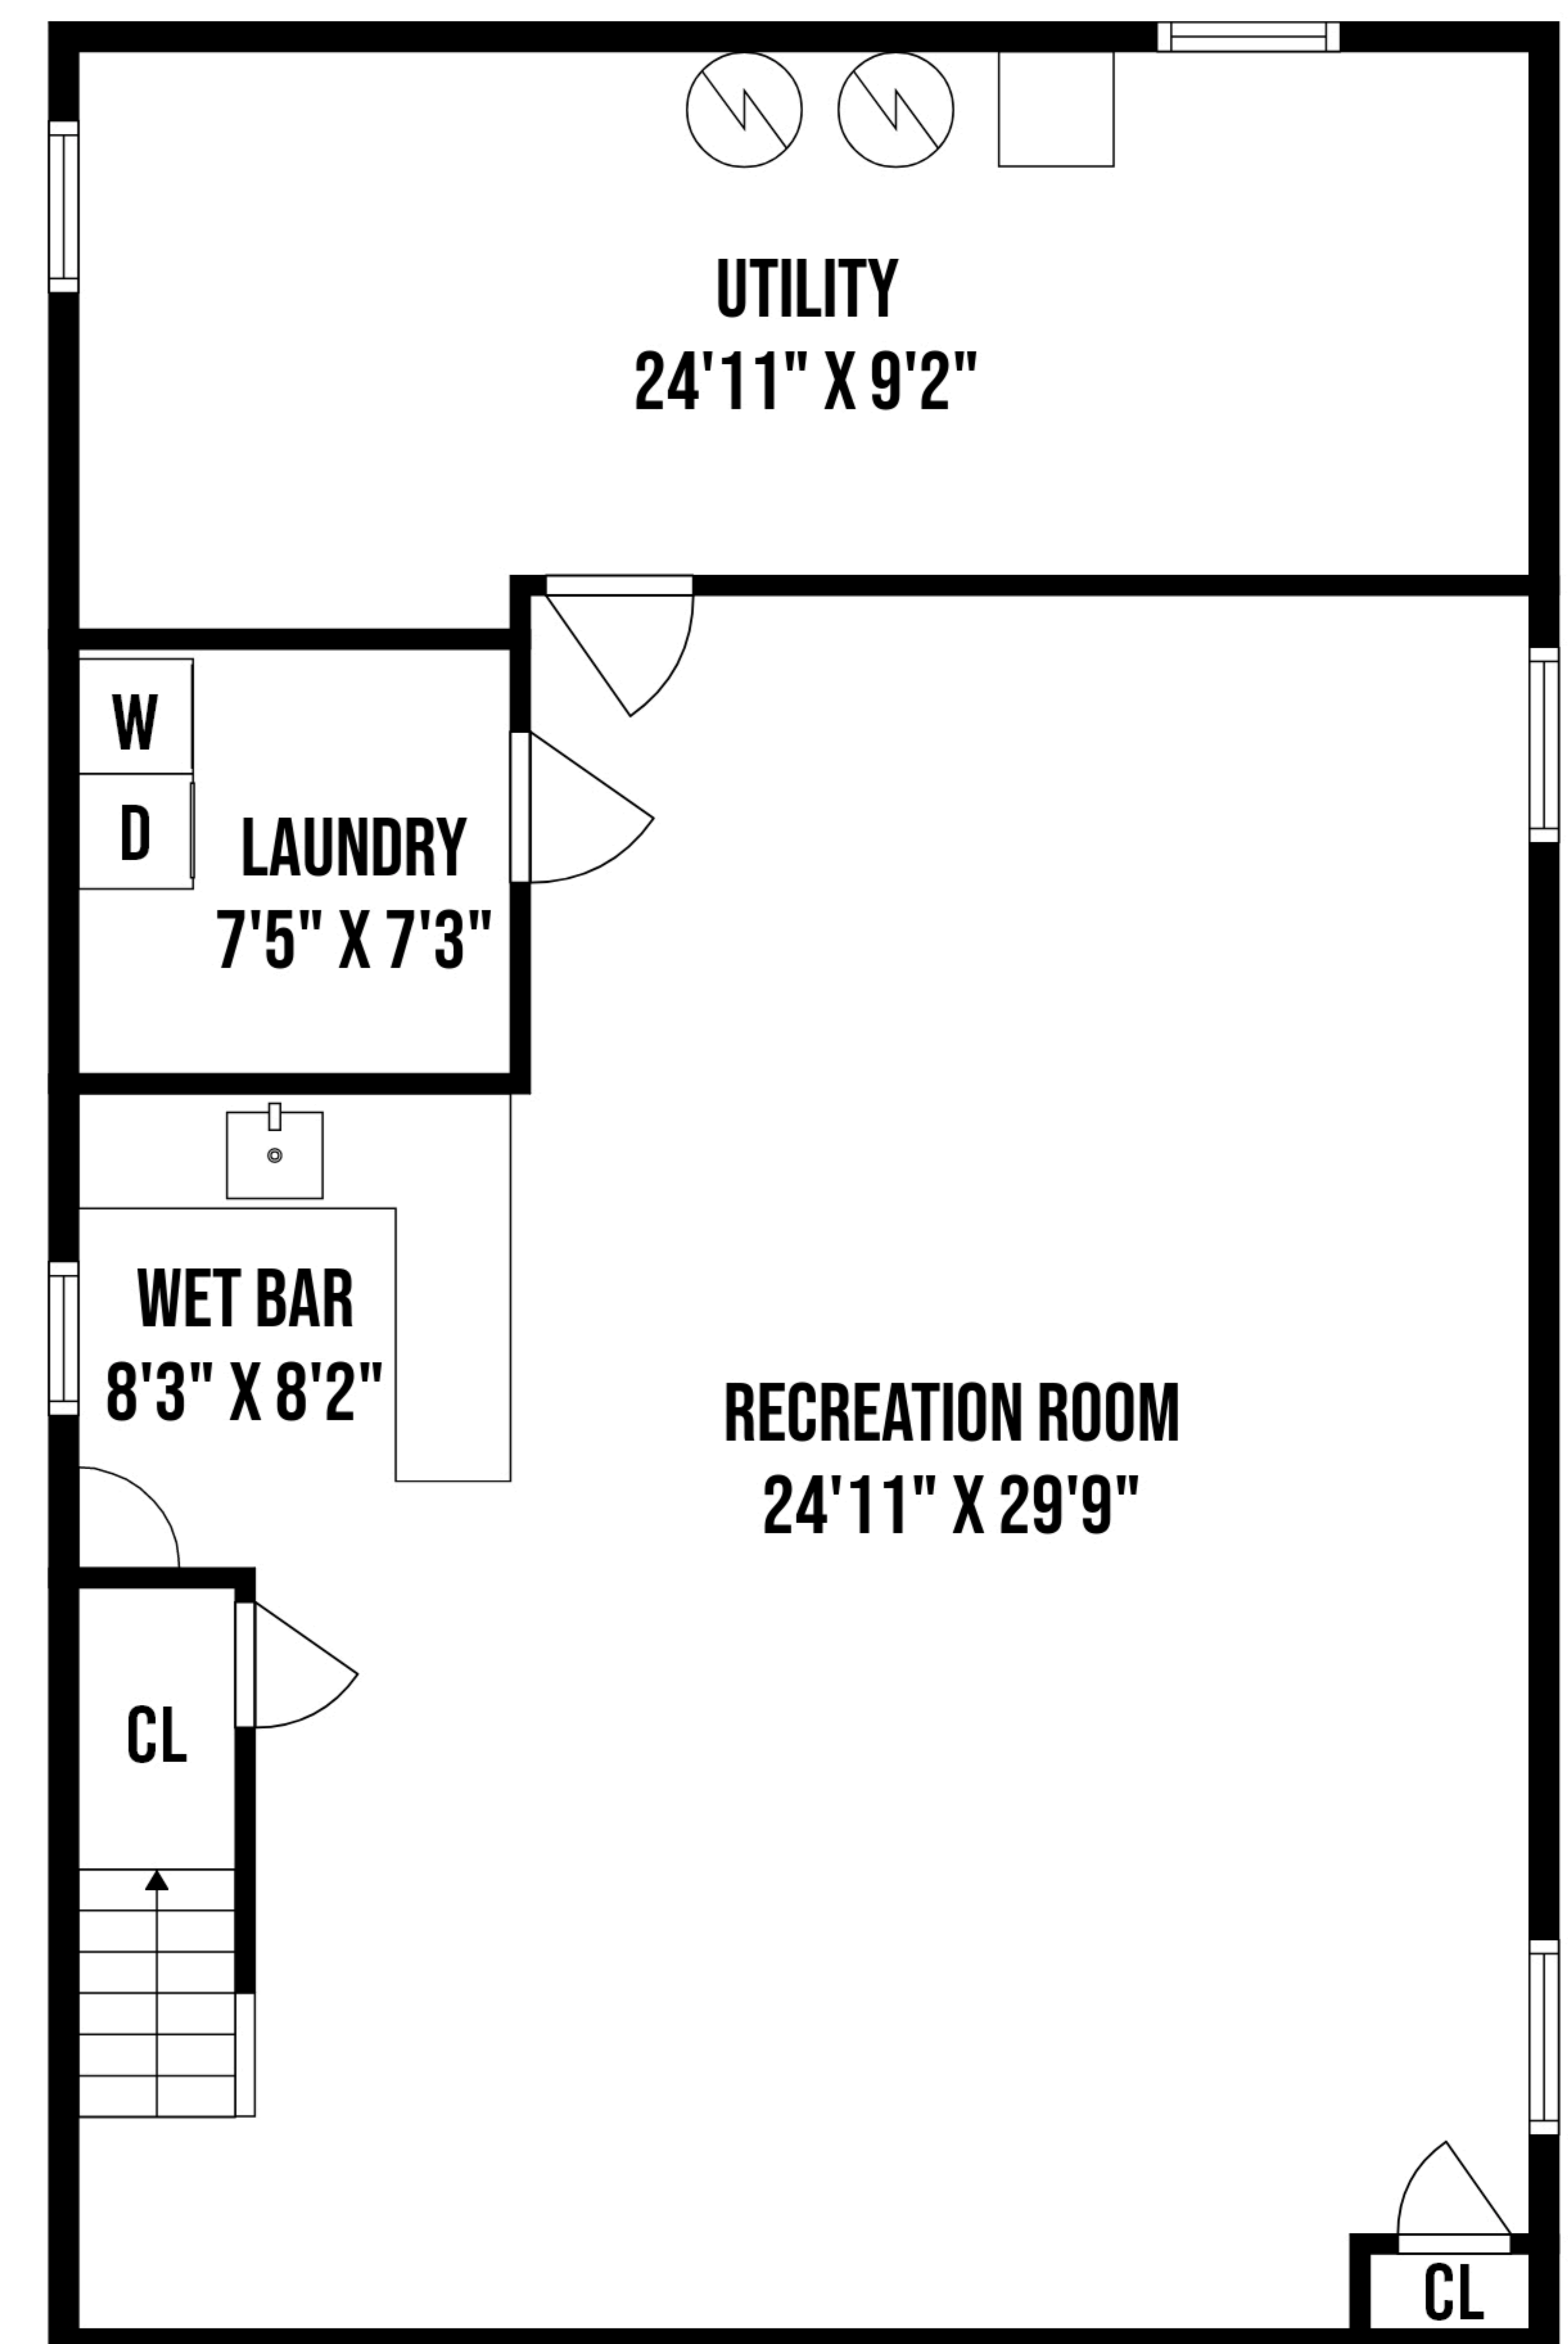 UTILITY
24'11" X 9'2"
W
D
LAUNDRY
7'5" X 7'3"
WET BAR
8'3" X 8'2"
RECREATION ROOM
24'11" X 29'9"
CL
CL